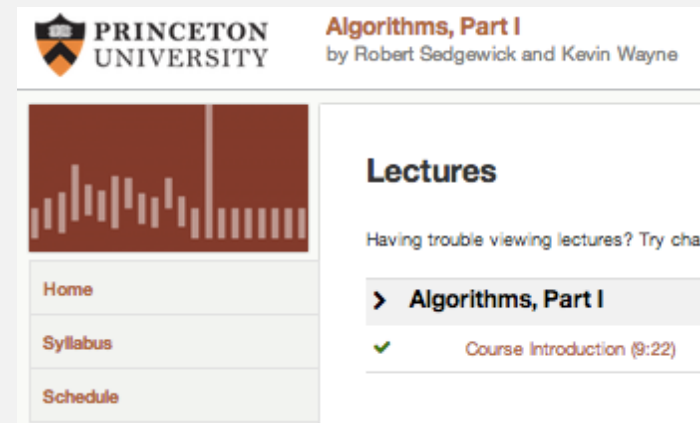 PRINCETON
UNIVERSITY
Algorithms, Part I
by Robert Sedgewick and Kevin Wayne
Home
Syllabus
Schedule
Lectures
Having trouble viewing lectures? Try cha
Algorithms, Part I
Course Introduction (9:22)